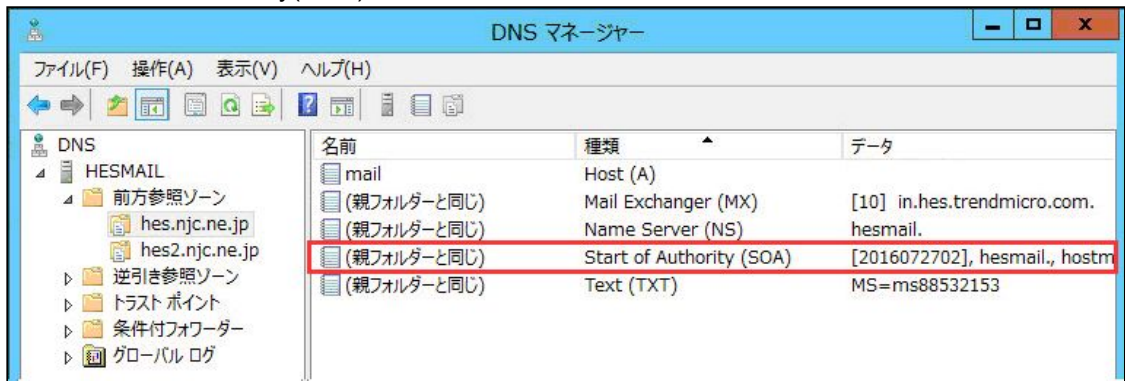 DNS マネージャー
ファイル(F) 操作(A) 表示(V) ヘルプ(H)
DNS
HESMAIL
前方参照ゾーン
hes.njc.ne.jp
hes2.njc.ne.jp
逆引き参照ゾーン
トラスト ポイント
条件付フォワーダー
グローバル ログ
名前 種類 データ
mail Host (A)
(親フォルダーと同じ) Mail Exchanger (MX) [10] in.hes.trendmicro.com.
(親フォルダーと同じ) Name Server (NS) hesmail.
(親フォルダーと同じ) Start of Authority (SOA) [2016072702], hesmail., hostm
(親フォルダーと同じ) Text (TXT) MS=ms88532153